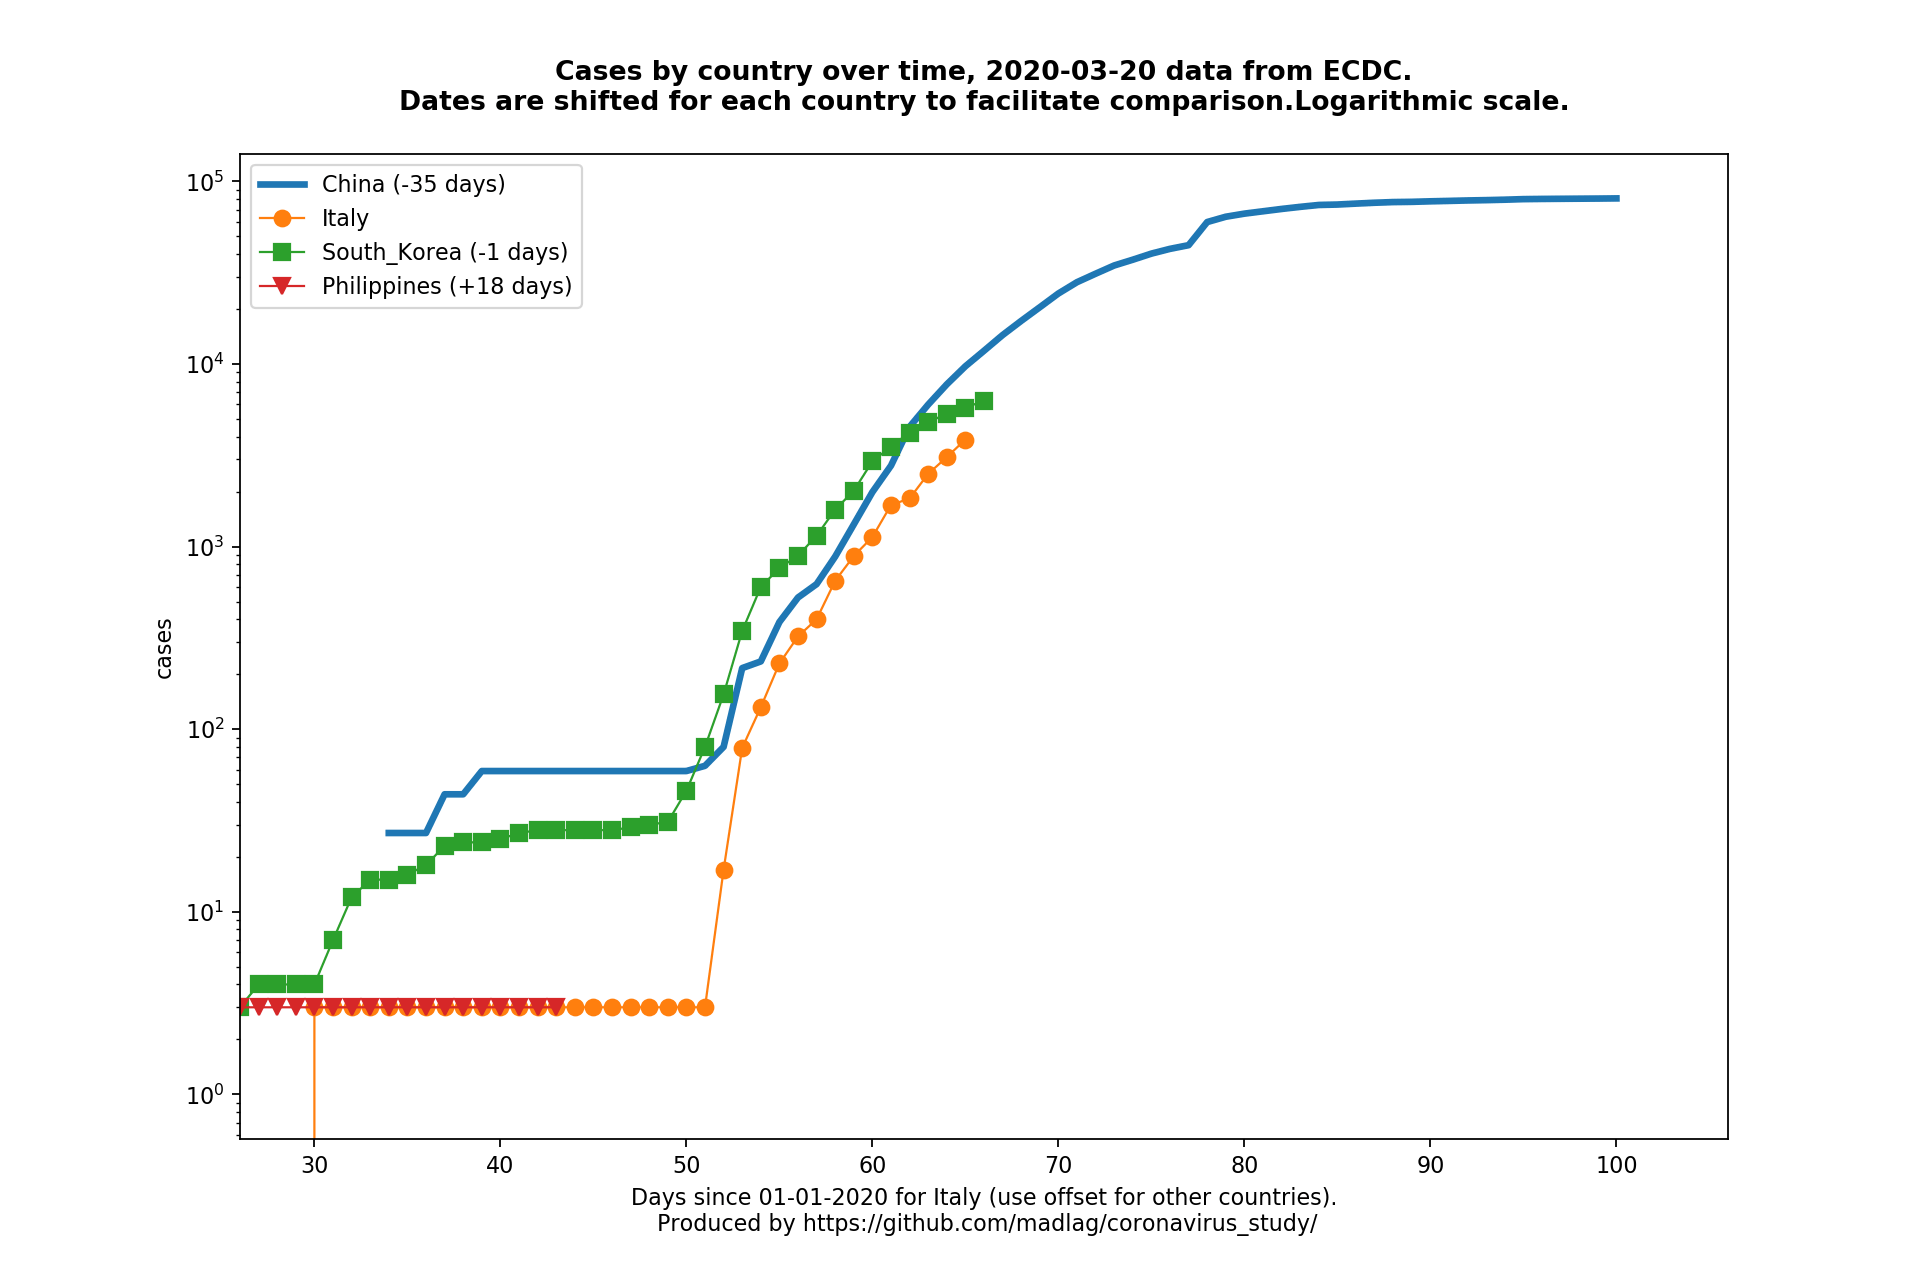 Cases by country over time, 2020-03-20 data from ECDC.
Dates are shifted for each country to facilitate comparison.Logarithmic scale.
China (-35 days)
Italy
South_Korea (-1 days)
Philippines (+18 days)
10⁵
10⁴
10³
10²
10¹
10⁰
cases
30 40 50 60 70 80 90 100
Days since 01-01-2020 for Italy (use offset for other countries).
Produced by https://github.com/madlag/coronavirus_study/